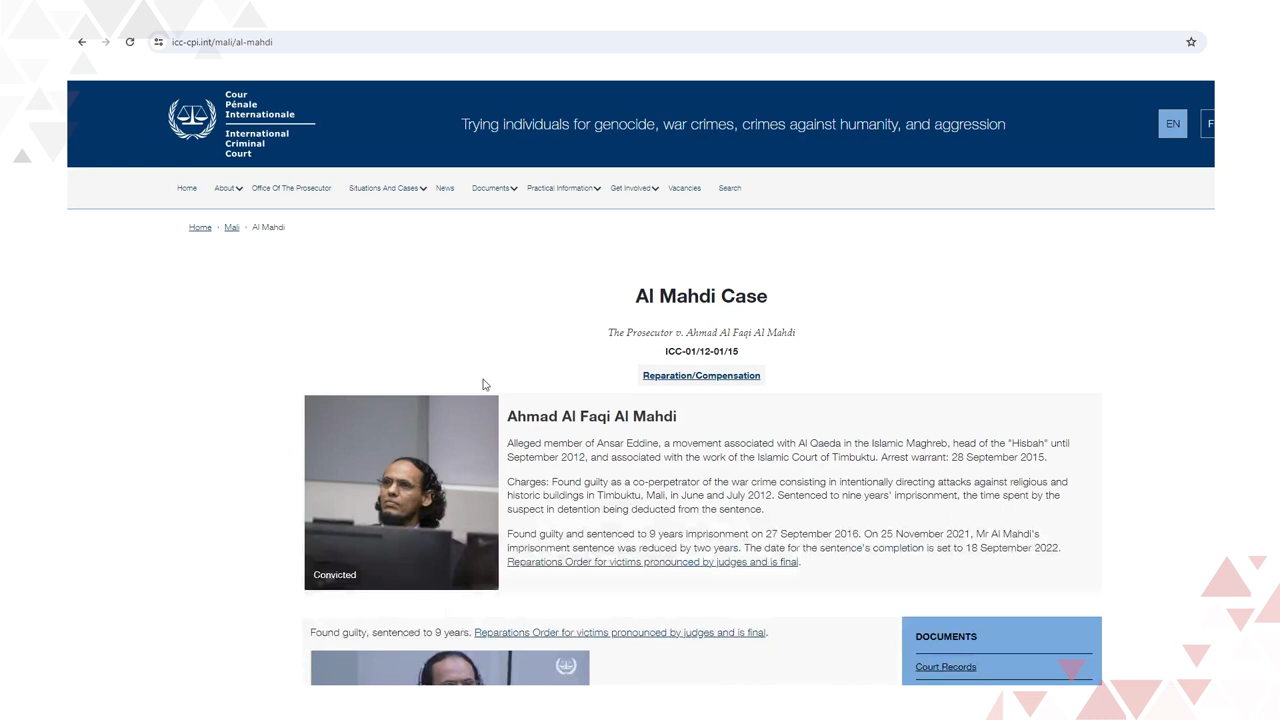 icc-cpi.int/mali/al-mahdi
Cour
Pénale
Internationale
International
Criminal
Court
Trying individuals for genocide, war crimes, crimes against humanity, and aggression
EN
F
Home About Office Of The Prosecutor Situations And Cases News Documents Practical Information Get Involved Vacancies Search
Home · Mali · Al Mahdi
Al Mahdi Case
The Prosecutor v. Ahmad Al Faqi Al Mahdi
ICC-01/12-01/15
Reparation/Compensation
Ahmad Al Faqi Al Mahdi
Alleged member of Ansar Eddine, a movement associated with Al Qaeda in the Islamic Maghreb, head of the "Hisbah" until
September 2012, and associated with the work of the Islamic Court of Timbuktu. Arrest warrant: 28 September 2015.
Charges: Found guilty as a co-perpetrator of the war crime consisting in intentionally directing attacks against religious and
historic buildings in Timbuktu, Mali, in June and July 2012. Sentenced to nine years' imprisonment, the time spent by the
suspect in detention being deducted from the sentence.
Found guilty and sentenced to 9 years imprisonment on 27 September 2016. On 25 November 2021, Mr Al Mahdi's
imprisonment sentence was reduced by two years. The date for the sentence's completion is set to 18 September 2022.
Reparations Order for victims pronounced by judges and is final.
Convicted
Found guilty, sentenced to 9 years. Reparations Order for victims pronounced by judges and is final.
DOCUMENTS
Court Records